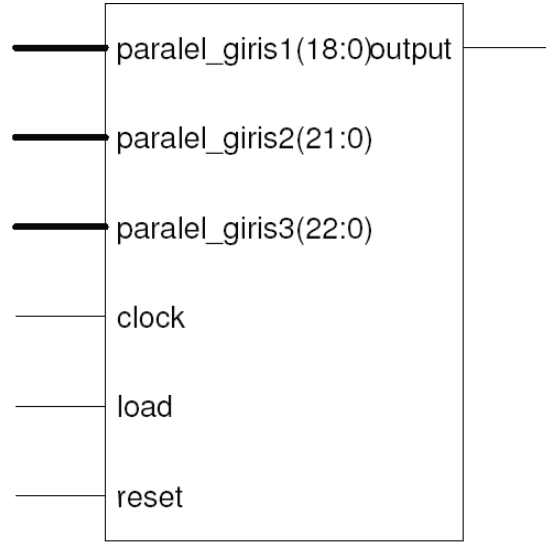 paralel_giris1(18:0)output
paralel_giris2(21:0)
paralel_giris3(22:0)
clock
load
reset